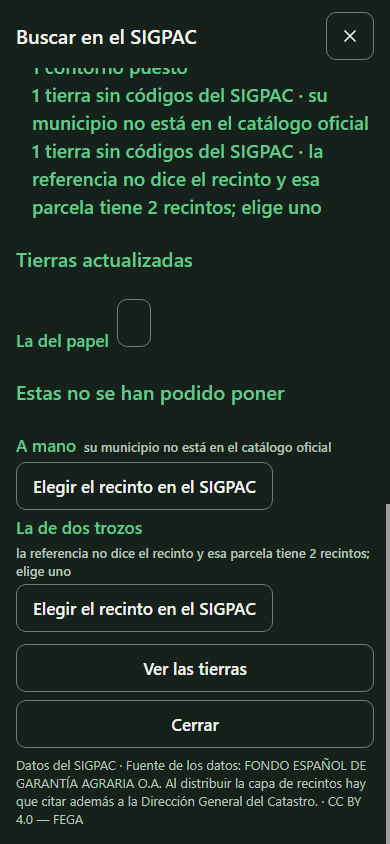 Buscar en el SIGPAC
1 contorno puesto
1 tierra sin códigos del SIGPAC · su
municipio no está en el catálogo oficial
1 tierra sin códigos del SIGPAC · la
referencia no dice el recinto y esa
parcela tiene 2 recintos; elige uno
Tierras actualizadas
La del papel
Estas no se han podido poner
A mano su municipio no está en el catálogo oficial
Elegir el recinto en el SIGPAC
La de dos trozos
la referencia no dice el recinto y esa parcela tiene 2 recintos;
elige uno
Elegir el recinto en el SIGPAC
Ver las tierras
Cerrar
Datos del SIGPAC · Fuente de los datos: FONDO ESPAÑOL DE
GARANTÍA AGRARIA O.A. Al distribuir la capa de recintos hay
que citar además a la Dirección General del Catastro. · CC BY
4.0 — FEGA